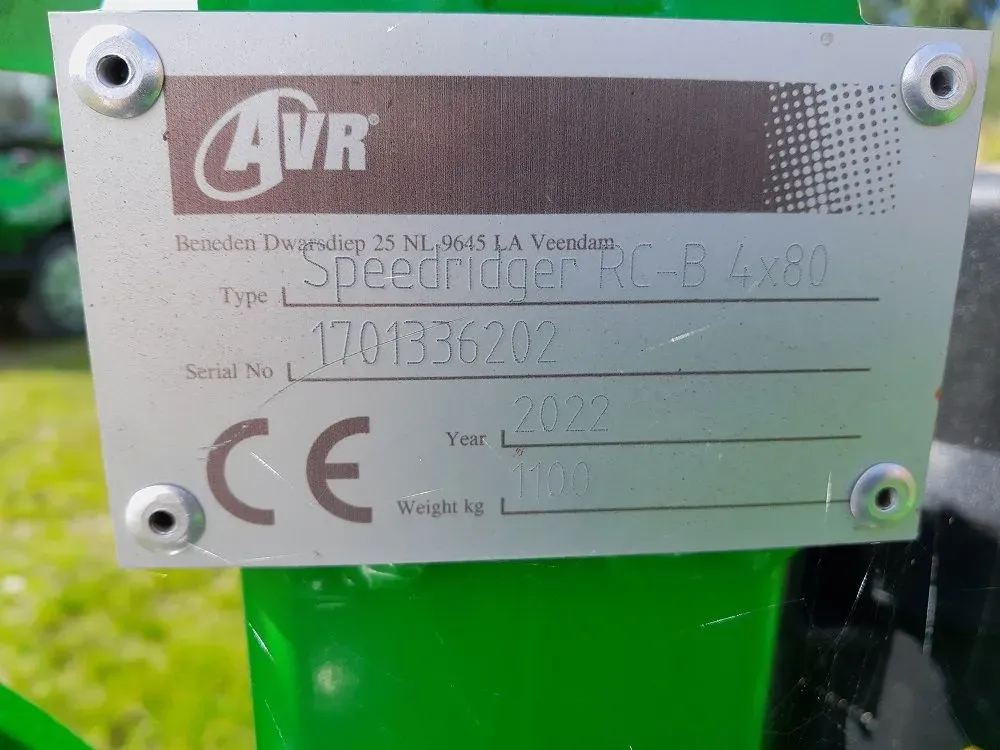 AVR®
Beneden Dwarsdiep 25 NL 9645 LA Veendam
Type Speedridger RC-B 4x80
Serial No 1701336202
CE
Year 2022
Weight kg 1100